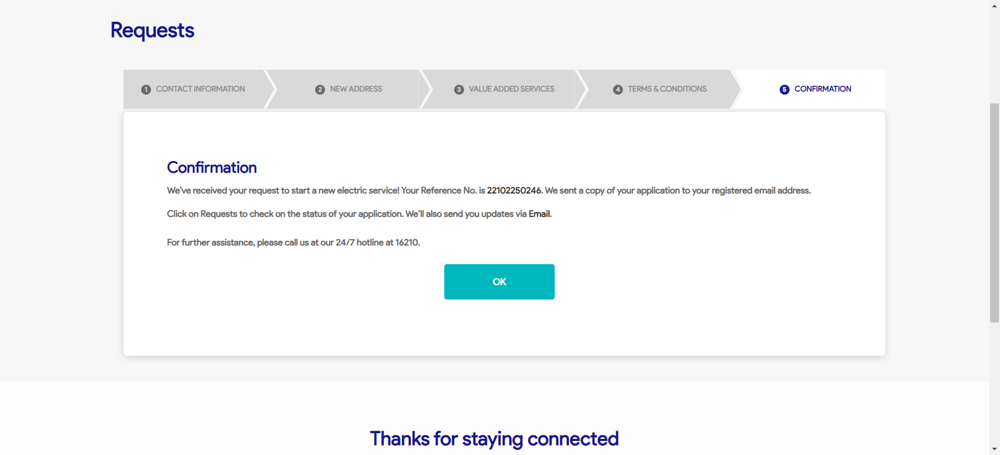 Requests
1 CONTACT INFORMATION
2 NEW ADDRESS
3 VALUE ADDED SERVICES
4 TERMS & CONDITIONS
5 CONFIRMATION
Confirmation
We've received your request to start a new electric service! Your Reference No. is 22102250246. We sent a copy of your application to your registered email address.
Click on Requests to check on the status of your application. We'll also send you updates via Email.
For further assistance, please call us at our 24/7 hotline at 16210.
OK
Thanks for staying connected